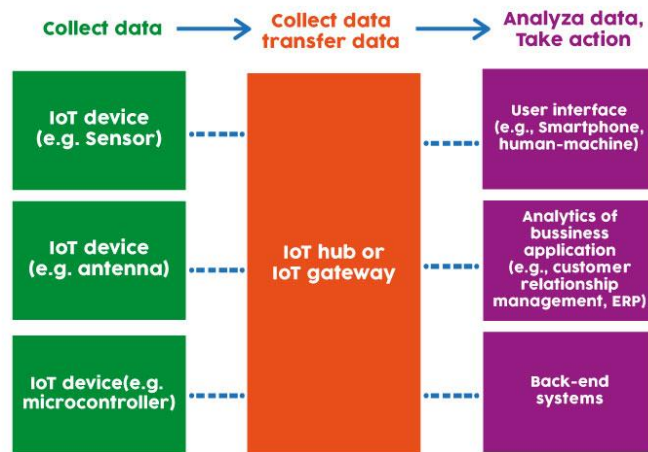 Collect data
Collect data
transfer data
Analyza data,
Take action
IoT device
(e.g. Sensor)
IoT device
(e.g. antenna)
IoT device(e.g.
microcontroller)
IoT hub or
IoT gateway
User interface
(e.g., Smartphone,
human-machine)
Analytics of
bussiness
application
(e.g., customer
relationship
management, ERP)
Back-end
systems